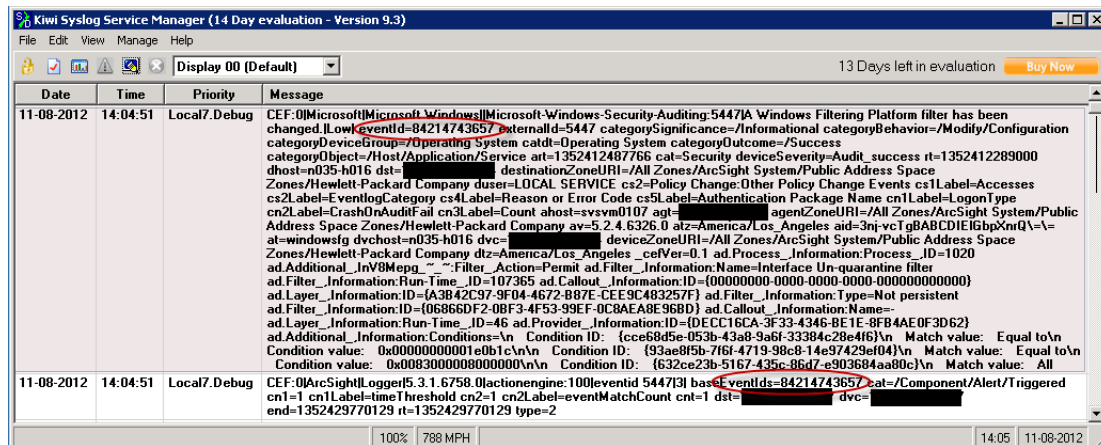 Kiwi Syslog Service Manager (14 Day evaluation - Version 9.3)
File Edit View Manage Help
Display 00 (Default)
13 Days left in evaluation
Buy Now
Date Time Priority Message
11-08-2012 14:04:51 Local7.Debug CEF:0|Microsoft|Microsoft Windows||Microsoft-Windows-Security-Auditing:5447|A Windows Filtering Platform filter has been
changed.|Low|eventId=84214743657 externalId=5447 categorySignificance=/Informational categoryBehavior=/Modify/Configuration
categoryDeviceGroup=/Operating System catdt=Operating System categoryOutcome=/Success
categoryObject=/Host/Application/Service art=1352412487766 cat=Security deviceSeverity=Audit_success rt=1352412289000
dhost=n035-h016 dst= destinationZoneURI=/All Zones/ArcSight System/Public Address Space
Zones/Hewlett-Packard Company duser=LOCAL SERVICE cs2=Policy Change:Other Policy Change Events cs1Label=Accesses
cs2Label=EventlogCategory cs4Label=Reason or Error Code cs5Label=Authentication Package Name cn1Label=LogonType
cn2Label=CrashOnAuditFail cn3Label=Count ahost=svsvm0107 agt= agentZoneURI=/All Zones/ArcSight System/Public
Address Space Zones/Hewlett-Packard Company av=5.2.4.6326.0 atz=America/Los_Angeles aid=3nj-vcTgBABCDIEIGbpXnrQ\=\=
at=windowsfg dvchost=n035-h016 dvc= deviceZoneURI=/All Zones/ArcSight System/Public Address Space
Zones/Hewlett-Packard Company dtz=America/Los_Angeles _cefVer=0.1 ad.Process_,Information:Process_,ID=1020
ad.Additional_,InV8Mepg_~_~:Filter_,Action=Permit ad.Filter_,Information:Name=Interface Un-quarantine filter
ad.Filter_,Information:Run-Time_,ID=107365 ad.Callout_,Information:ID={00000000-0000-0000-0000-000000000000}
ad.Layer_,Information:ID={A3B42C97-9F04-4672-B87E-CEE9C483257F} ad.Filter_,Information:Type=Not persistent
ad.Filter_,Information:ID={06866DF2-0BF3-4F53-99EF-0C8AEA8E96BD} ad.Callout_,Information:Name=-
ad.Layer_,Information:Run-Time_,ID=46 ad.Provider_,Information:ID={DECC16CA-3F33-4346-BE1E-8FB4AE0F3D62}
ad.Additional_,Information:Conditions=\n Condition ID: {cce68d5e-053b-43a8-9a6f-33384c28e4f6}\n Match value: Equal to\n
Condition value: 0x00000000001e0b1c\n\n Condition ID: {93ae8f5b-7f6f-4719-98c8-14e97429ef04}\n Match value: Equal to\n
Condition value: 0x0083000008000000\n\n Condition ID: {632ce23b-5167-435c-86d7-e903684aa80c}\n Match value: All
11-08-2012 14:04:51 Local7.Debug CEF:0|ArcSight|Logger|5.3.1.6758.0|actionengine:100|eventid 5447|3| baseEventIds=84214743657 cat=/Component/Alert/Triggered
cn1=1 cn1Label=timeThreshold cn2=1 cn2Label=eventMatchCount cnt=1 dst= dvc=
end=1352429770129 rt=1352429770129 type=2
100% 788 MPH 14:05 11-08-2012